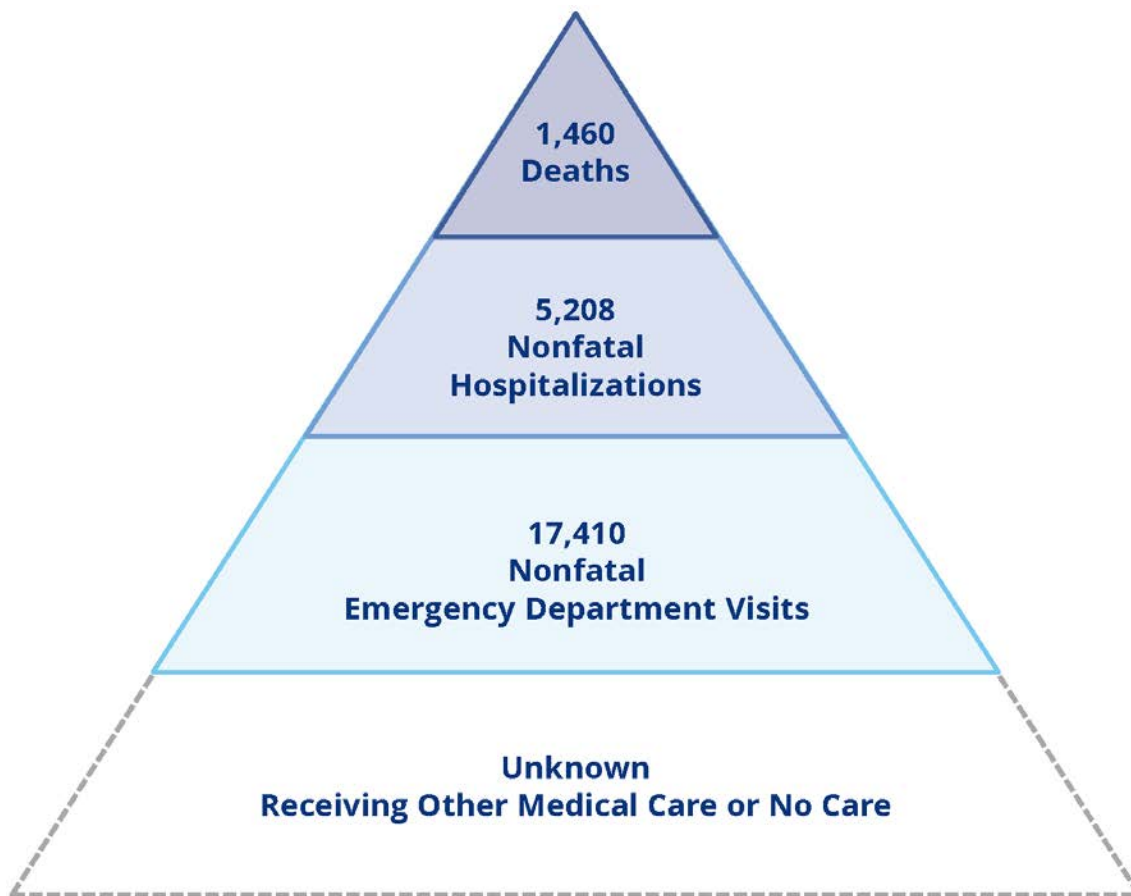 1,460
Deaths
5,208
Nonfatal
Hospitalizations
17,410
Nonfatal
Emergency Department Visits
Unknown
Receiving Other Medical Care or No Care